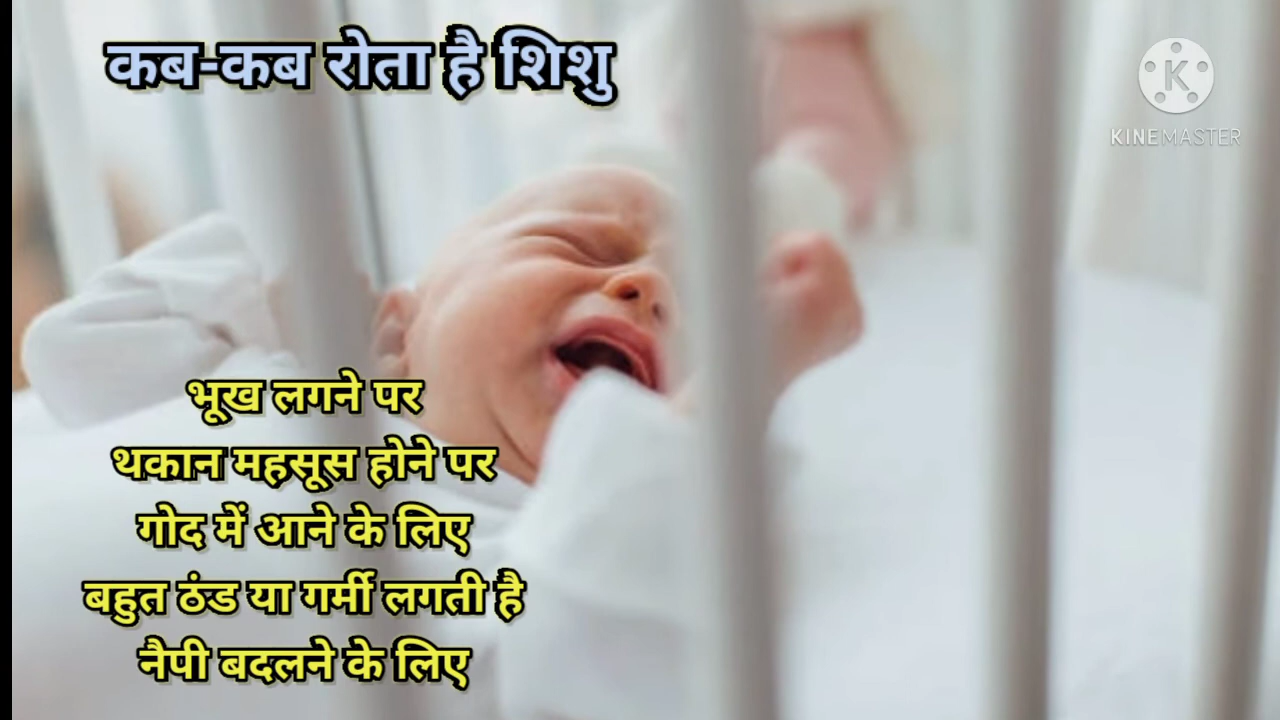 कब-कब रोता है शिशु
K
KINEMASTER
भूख लगने पर
थकान महसूस होने पर
गोद में आने के लिए
बहुत ठंड या गर्मी लगती है
नैपी बदलने के लिए